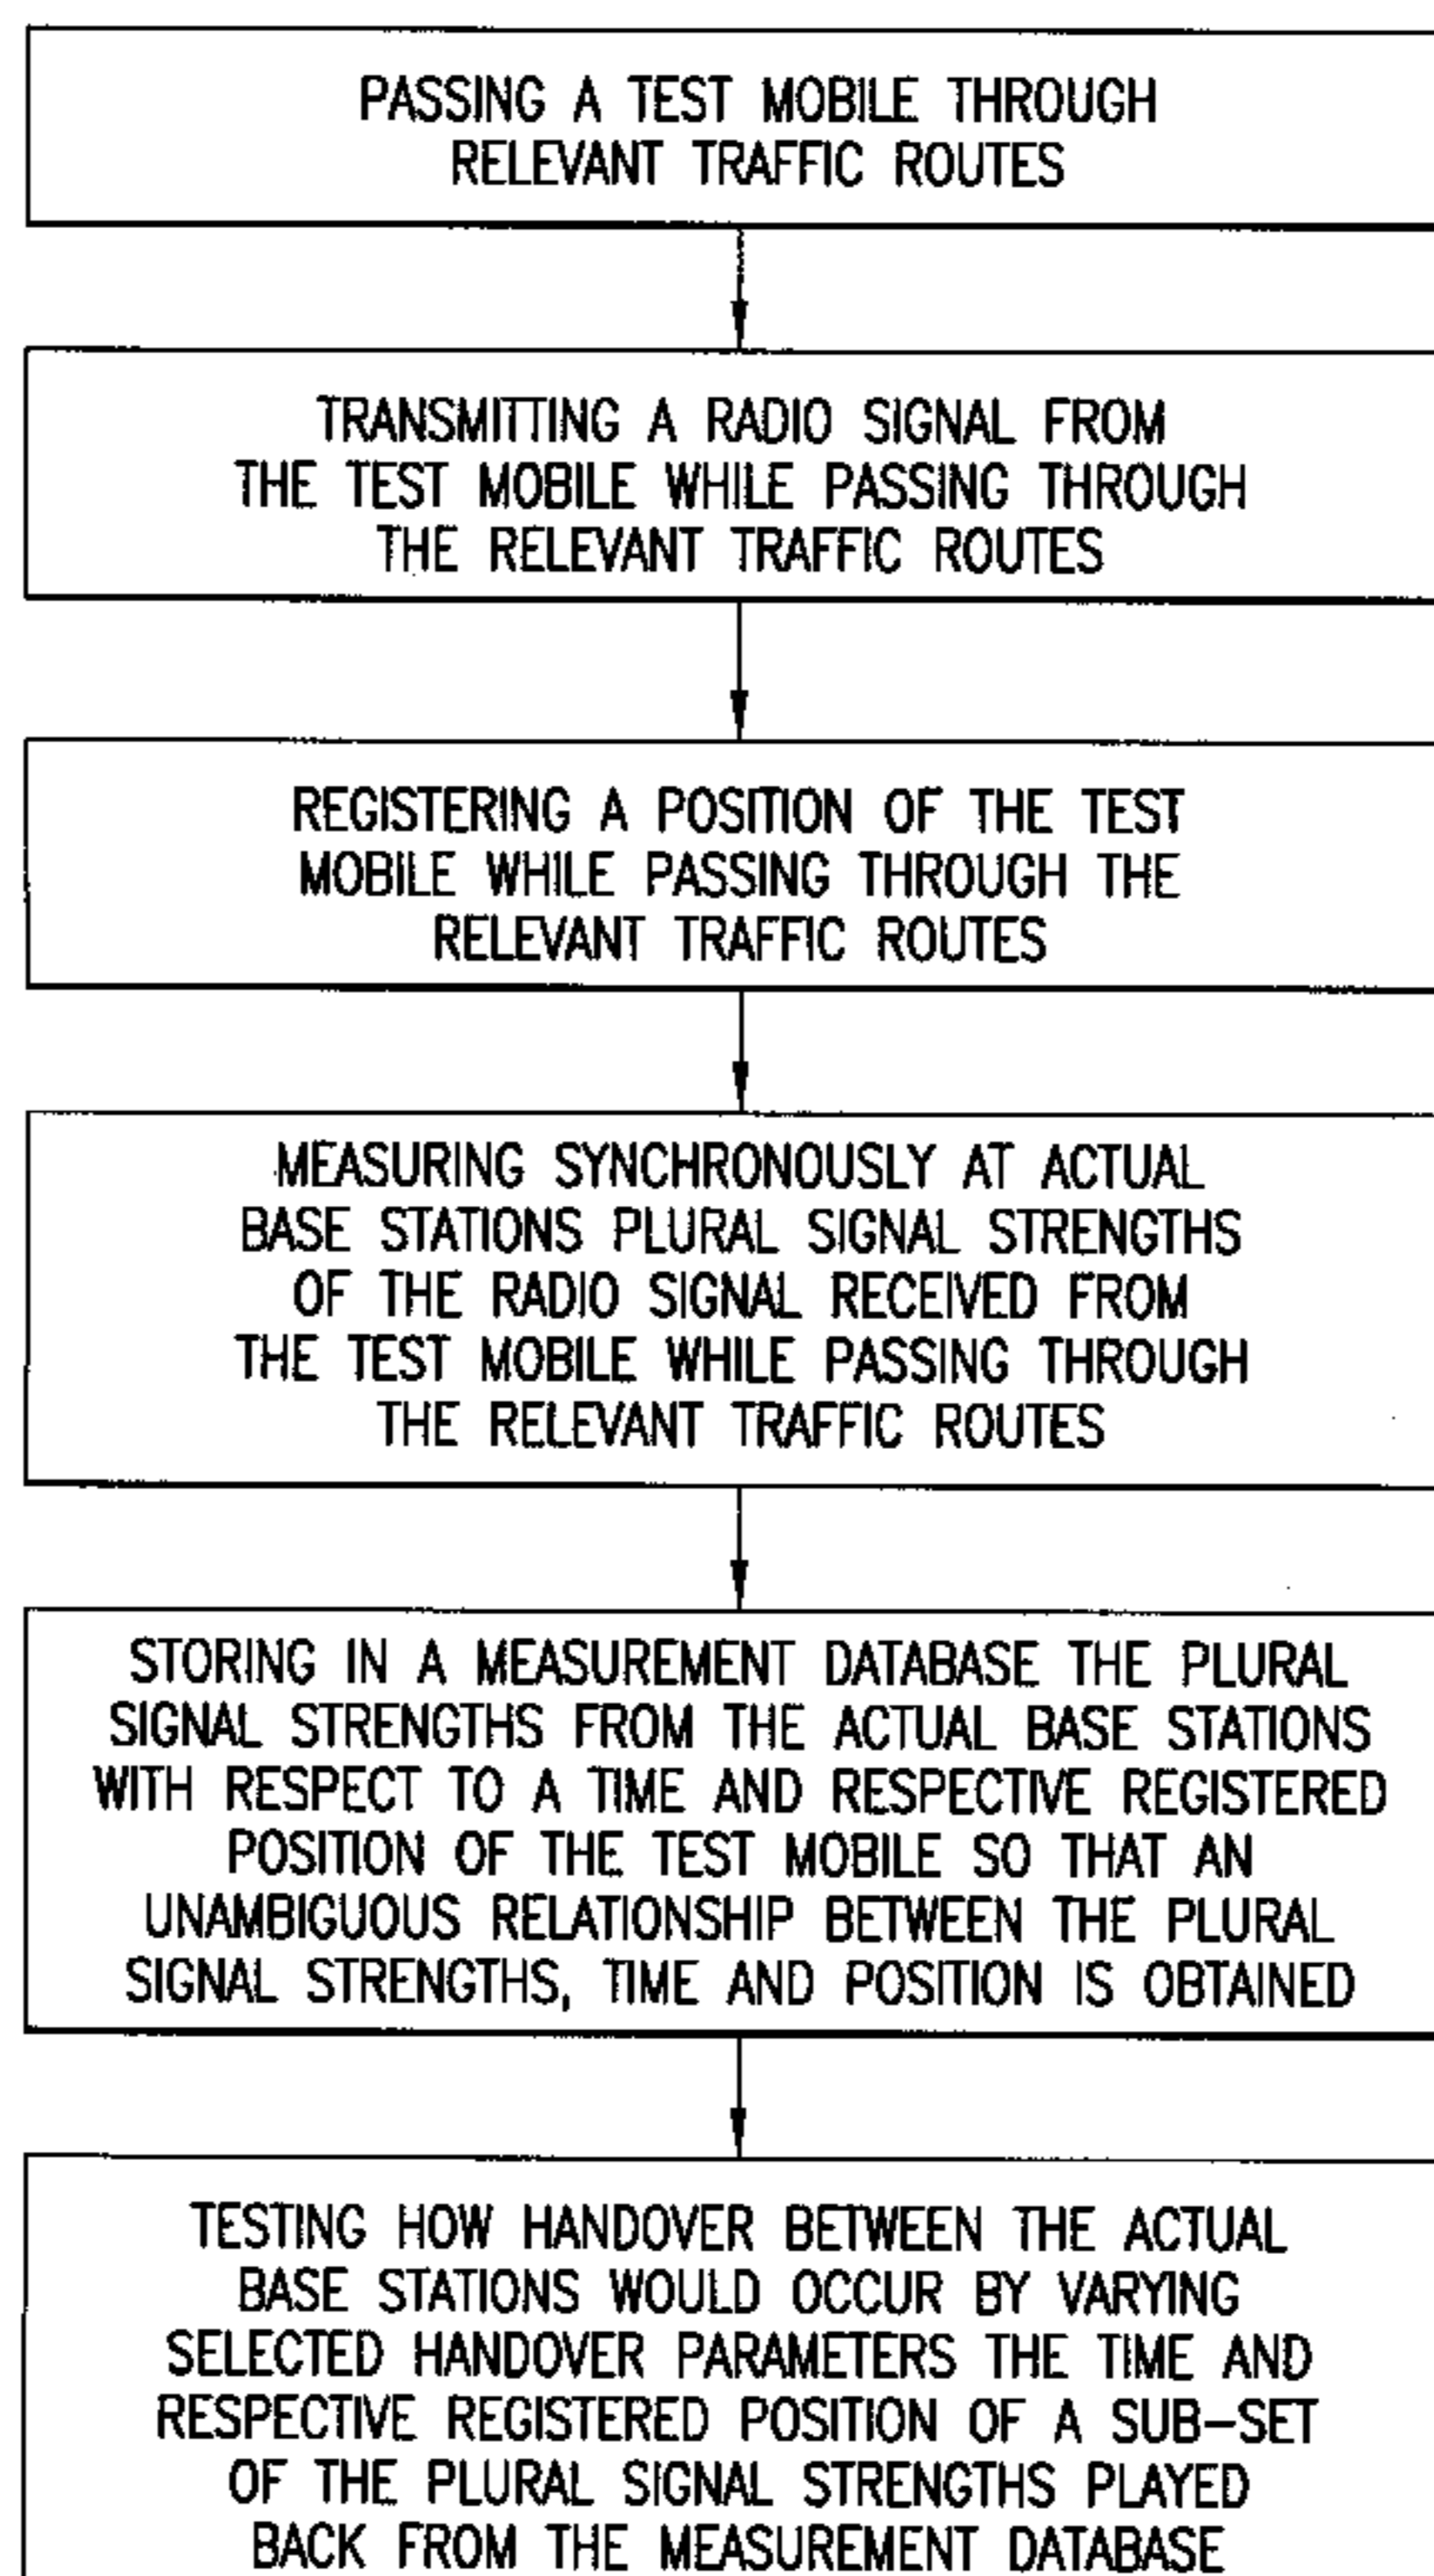 PASSING A TEST MOBILE THROUGH
RELEVANT TRAFFIC ROUTES
TRANSMITTING A RADIO SIGNAL FROM
THE TEST MOBILE WHILE PASSING THROUGH
THE RELEVANT TRAFFIC ROUTES
REGISTERING A POSITION OF THE TEST
MOBILE WHILE PASSING THROUGH THE
RELEVANT TRAFFIC ROUTES
MEASURING SYNCHRONOUSLY AT ACTUAL
BASE STATIONS PLURAL SIGNAL STRENGTHS
OF THE RADIO SIGNAL RECEIVED FROM
THE TEST MOBILE WHILE PASSING THROUGH
THE RELEVANT TRAFFIC ROUTES
STORING IN A MEASUREMENT DATABASE THE PLURAL
SIGNAL STRENGTHS FROM THE ACTUAL BASE STATIONS
WITH RESPECT TO A TIME AND RESPECTIVE REGISTERED
POSITION OF THE TEST MOBILE SO THAT AN
UNAMBIGUOUS RELATIONSHIP BETWEEN THE PLURAL
SIGNAL STRENGTHS, TIME AND POSITION IS OBTAINED
TESTING HOW HANDOVER BETWEEN THE ACTUAL
BASE STATIONS WOULD OCCUR BY VARYING
SELECTED HANDOVER PARAMETERS THE TIME AND
RESPECTIVE REGISTERED POSITION OF A SUB-SET
OF THE PLURAL SIGNAL STRENGTHS PLAYED
BACK FROM THE MEASUREMENT DATABASE